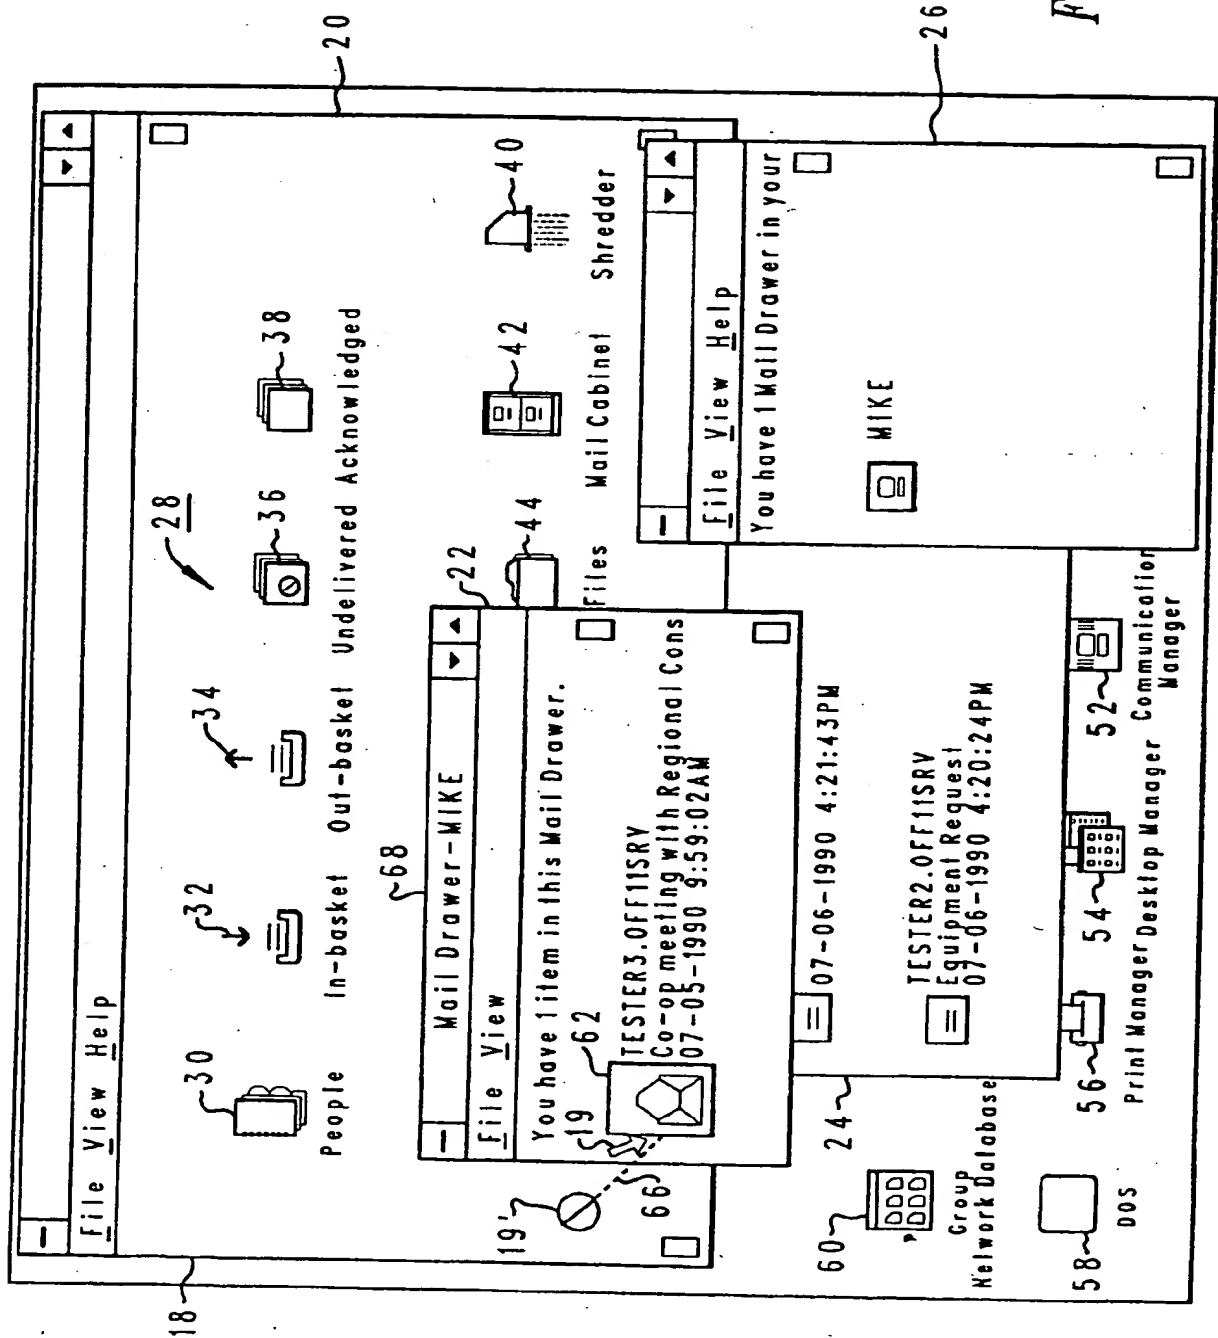 20
File View Help
18
28
30
32
34
36
38
People
In-basket
Out-basket
Undelivered
Acknowledged
40
42
44
Files
Mail Cabinet
Shredder
68
Mail Drawer-MIKE
22
File View
You have 1 item in this Mail Drawer.
62
19
TESTER3.OFF11SRV
Co-op meeting with Regional Cons
07-05-1990 9:59:02AM
19'
66
File View Help
You have 1 Mail Drawer in your
MIKE
26
24
07-06-1990 4:21:43PM
TESTER2.OFF11SRV
Equipment Request
07-06-1990 4:20:24PM
60
Group
Network Database
56
Print Manager
54
Desktop Manager
52
Communication
Manager
58
DOS
F